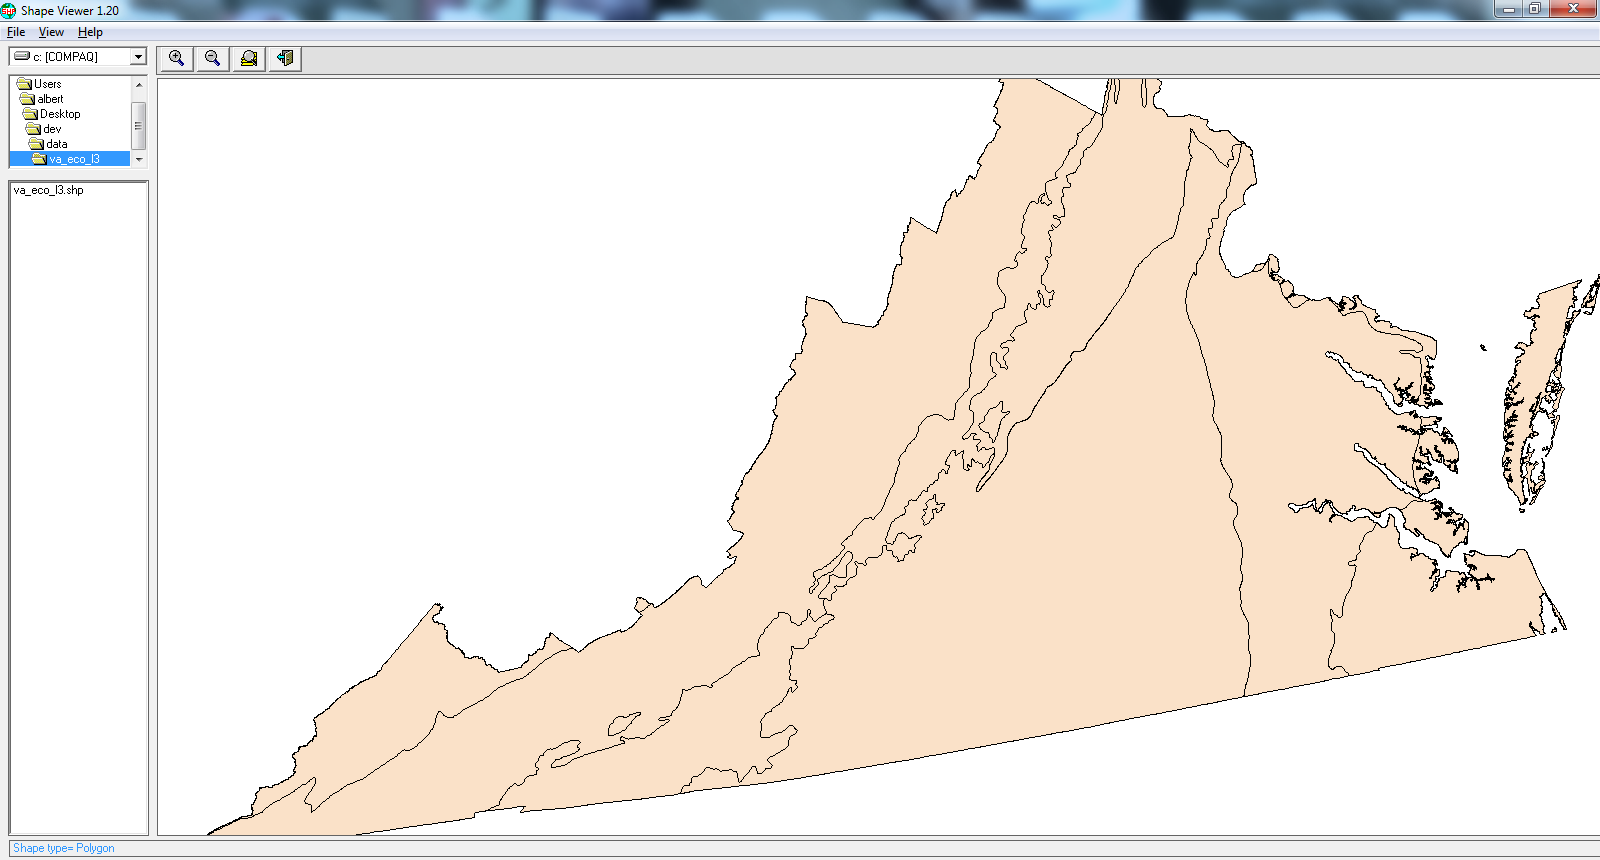 Shape Viewer 1.20
File View Help
c: [COMPAQ]
Users
albert
Desktop
dev
data
va_eco_l3
va_eco_l3.shp
Shape type= Polygon